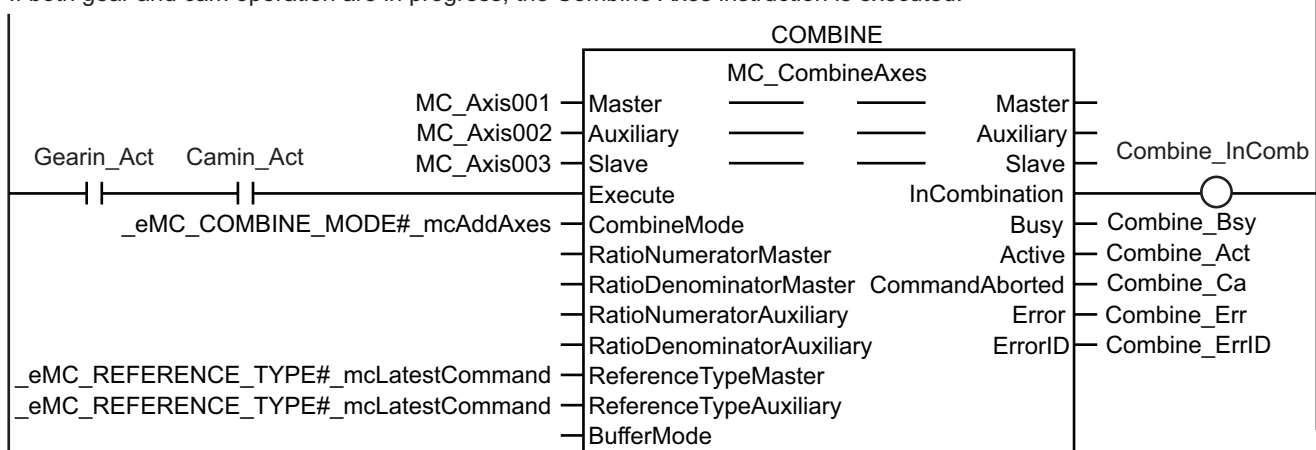 If both gear and cam operation are in progress, the Combine Axes instruction is executed.
COMBINE
MC_CombineAxes
MC_Axis001 Master Master
MC_Axis002 Auxiliary Auxiliary
Gearin_Act Camin_Act MC_Axis003 Slave Slave Combine_InComb
Execute InCombination
_eMC_COMBINE_MODE#_mcAddAxes CombineMode Busy Combine_Bsy
RatioNumeratorMaster Active Combine_Act
RatioDenominatorMaster CommandAborted Combine_Ca
RatioNumeratorAuxiliary Error Combine_Err
RatioDenominatorAuxiliary ErrorID Combine_ErrID
_eMC_REFERENCE_TYPE#_mcLatestCommand ReferenceTypeMaster
_eMC_REFERENCE_TYPE#_mcLatestCommand ReferenceTypeAuxiliary
BufferMode